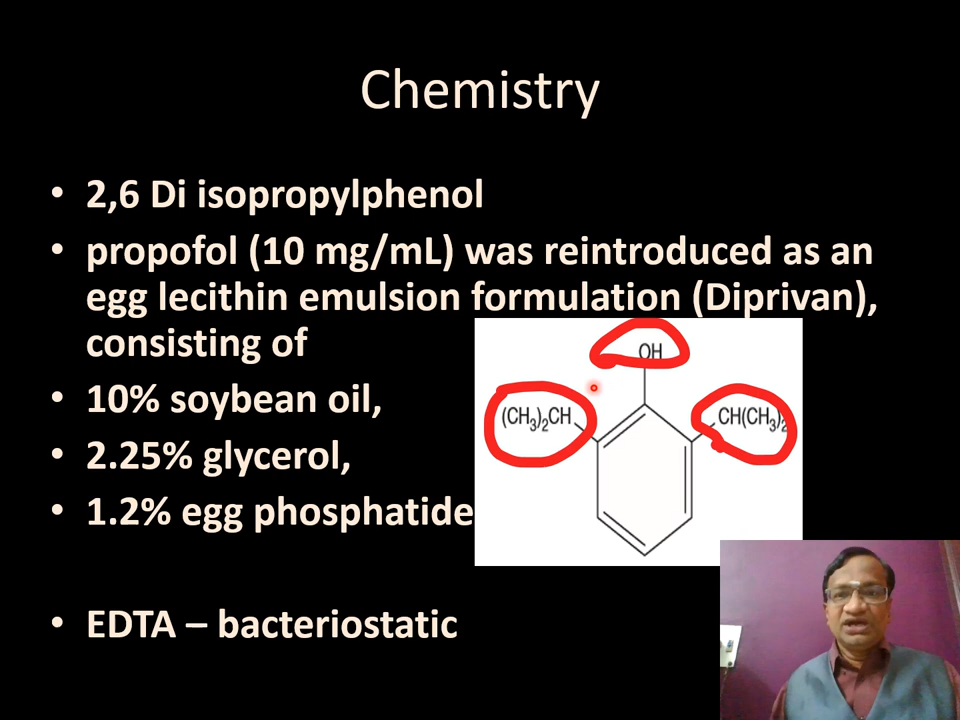 Chemistry
• 2,6 Di isopropylphenol
• propofol (10 mg/mL) was reintroduced as an
egg lecithin emulsion formulation (Diprivan),
consisting of
OH
• 10% soybean oil,
(CH₃)₂CH
CH(CH₃)₂
• 2.25% glycerol,
• 1.2% egg phosphatide
• EDTA – bacteriostatic